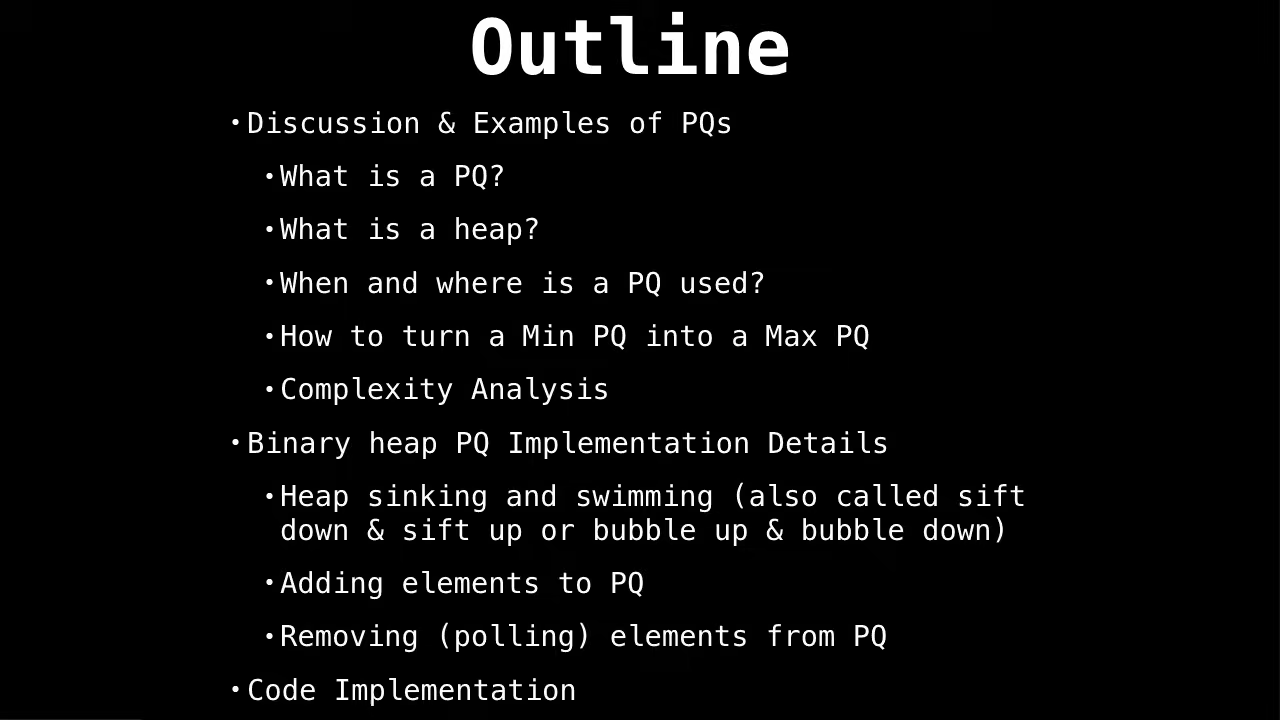 Outline
•Discussion & Examples of PQs
•What is a PQ?
•What is a heap?
•When and where is a PQ used?
•How to turn a Min PQ into a Max PQ
•Complexity Analysis
•Binary heap PQ Implementation Details
•Heap sinking and swimming (also called sift
down & sift up or bubble up & bubble down)
•Adding elements to PQ
•Removing (polling) elements from PQ
•Code Implementation